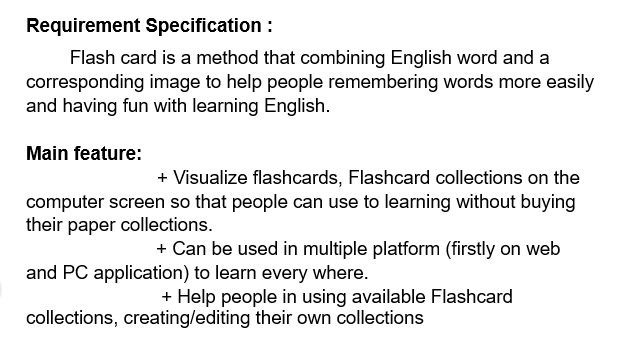 Requirement Specification :
Flash card is a method that combining English word and a
corresponding image to help people remembering words more easily
and having fun with learning English.
Main feature:
+ Visualize flashcards, Flashcard collections on the
computer screen so that people can use to learning without buying
their paper collections.
+ Can be used in multiple platform (firstly on web
and PC application) to learn every where.
+ Help people in using available Flashcard
collections, creating/editing their own collections